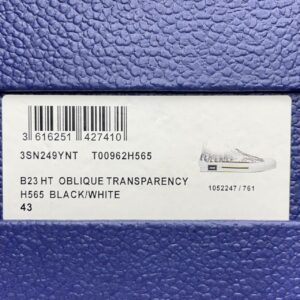 3 616251 427410
3SN249YNT T00962H565
B23 HT OBLIQUE TRANSPARENCY
H565 BLACK/WHITE
43
1052247 / 761